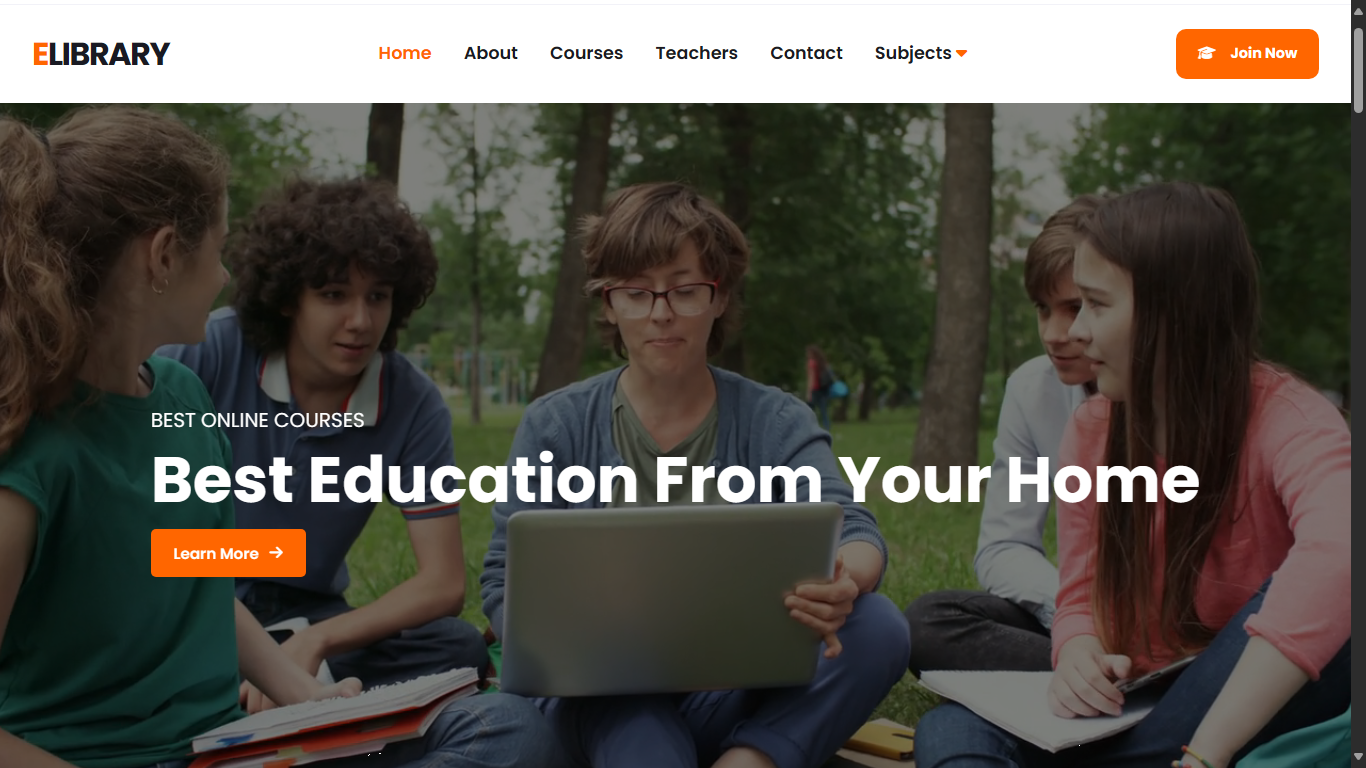 ELIBRARY
Home About Courses Teachers Contact Subjects
Join Now
BEST ONLINE COURSES
Best Education From Your Home
Learn More